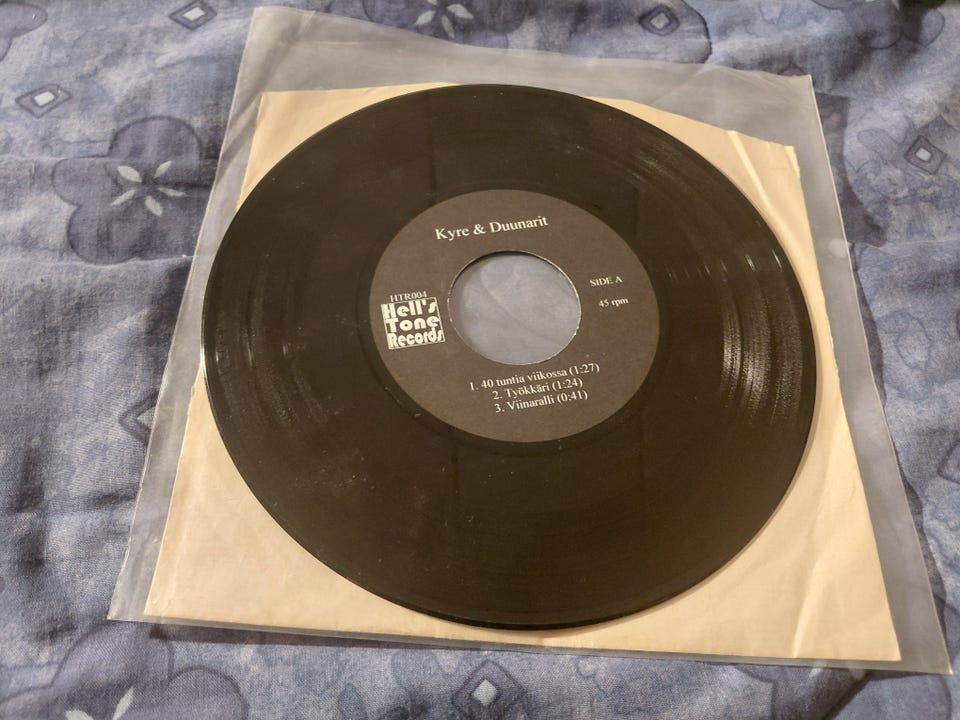 Kyre & Duunarit
SIDE A
45 rpm
HTR004
Hell's
Tone
Records
1. 40 tuntia viikossa (1:27)
2. Työkkäri (1:24)
3. Viinaralli (0:41)